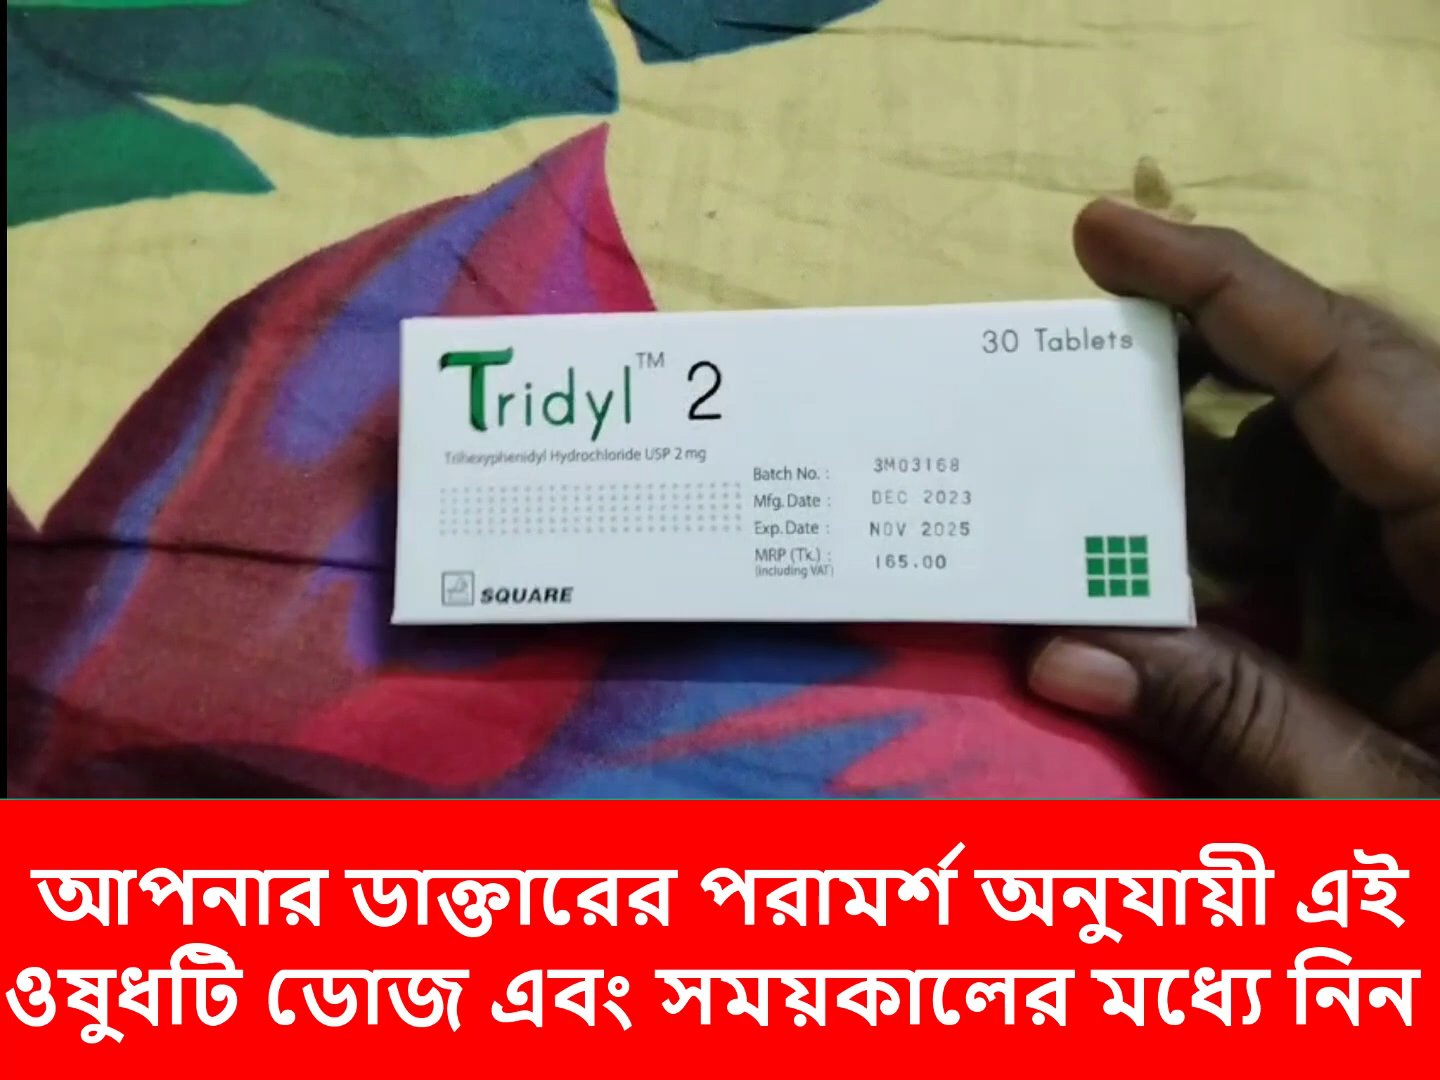 Tridyl™ 2
30 Tablets
Trihexyphenidyl Hydrochloride USP 2 mg
Batch No. : 3M03168
Mfg. Date : DEC 2023
Exp. Date : NOV 2025
MRP (Tk.) : 165.00
(Including VAT)
SQUARE
আপনার ডাক্তারের পরামর্শ অনুযায়ী এই
ওষুধটি ডোজ এবং সময়কালের মধ্যে নিন